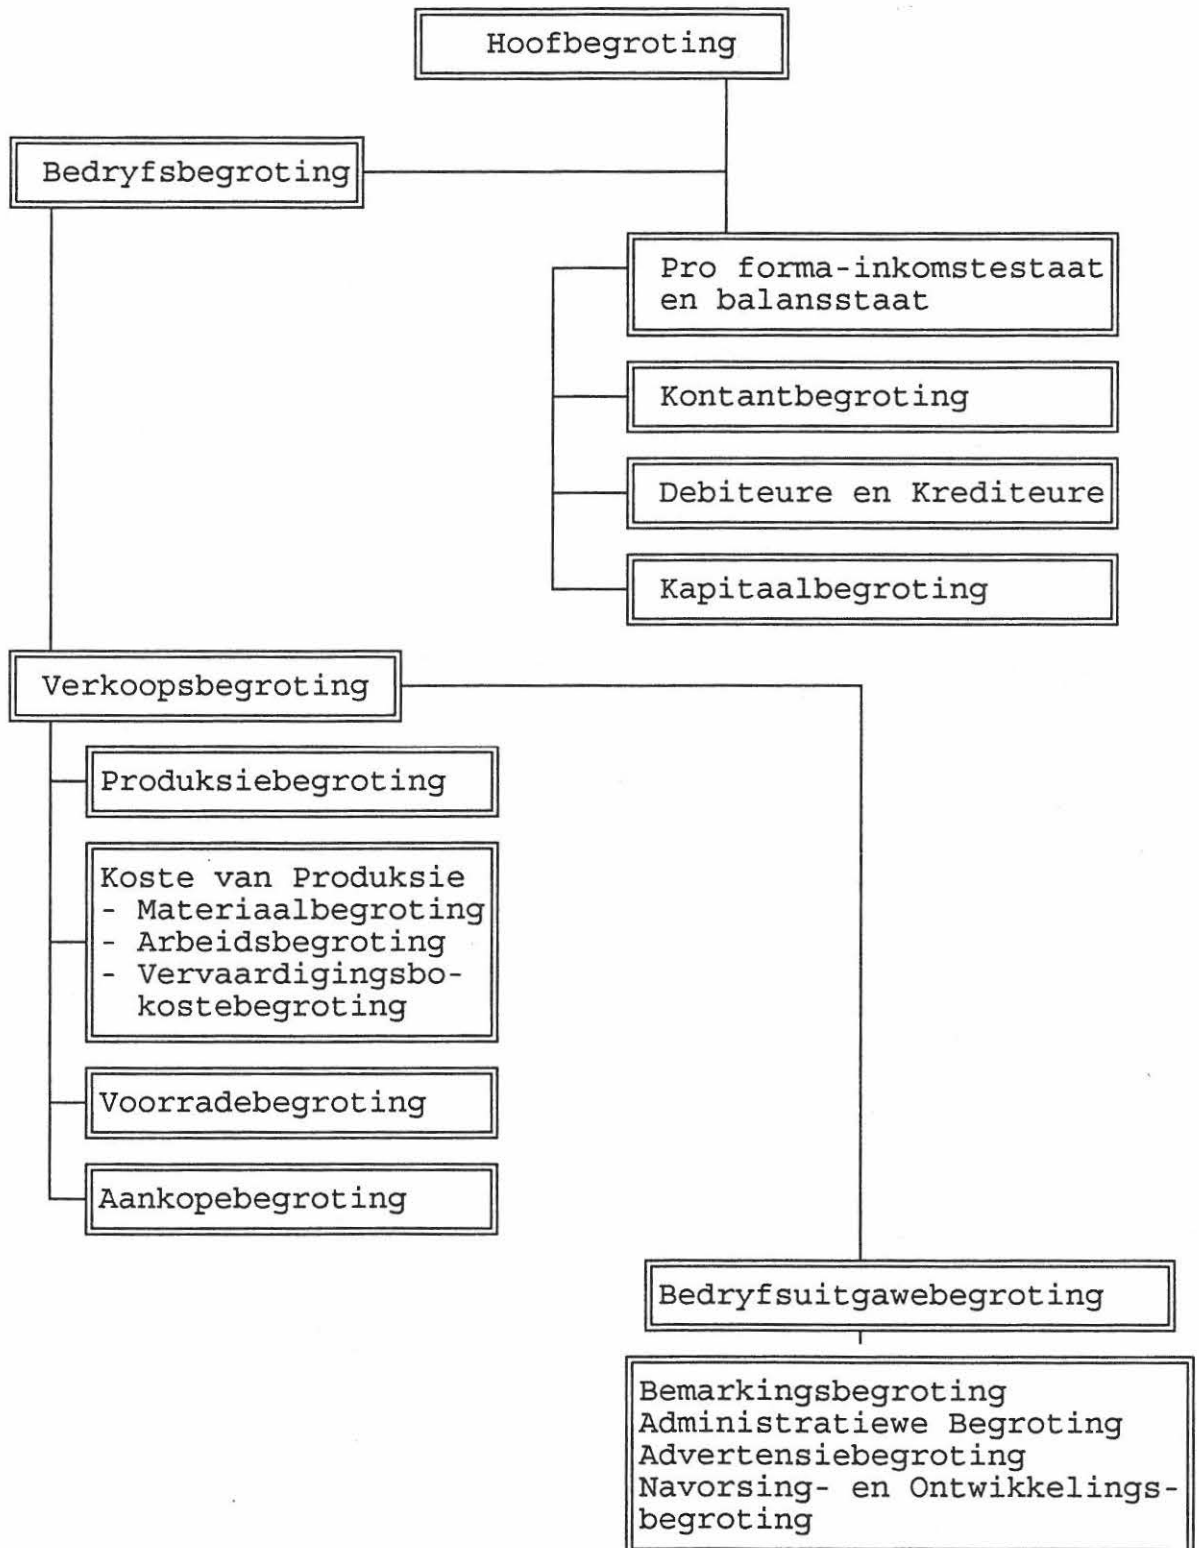 Hoofbegroting
Bedryfsbegroting
Pro forma-inkomstestaat
en balansstaat
Kontantbegroting
Debiteure en Krediteure
Kapitaalbegroting
Verkoopsbegroting
Produksiebegroting
Koste van Produksie
- Materiaalbegroting
- Arbeidsbegroting
- Vervaardigingsbo-
kostebegroting
Voorradebegroting
Aankopebegroting
Bedryfsuitgawebegroting
Bemarkingsbegroting
Administratiewe Begroting
Advertensiebegroting
Navorsing- en Ontwikkelings-
begroting